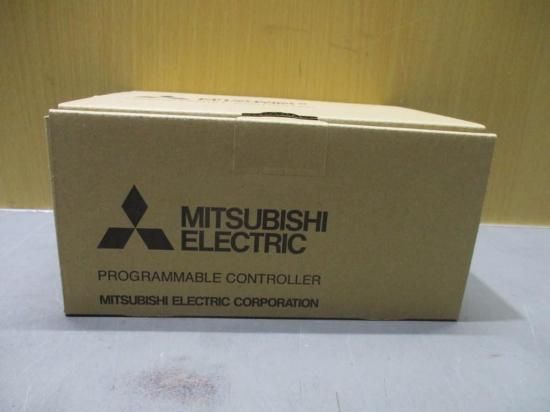 MITSUBISHI
ELECTRIC
PROGRAMMABLE CONTROLLER
MITSUBISHI ELECTRIC CORPORATION